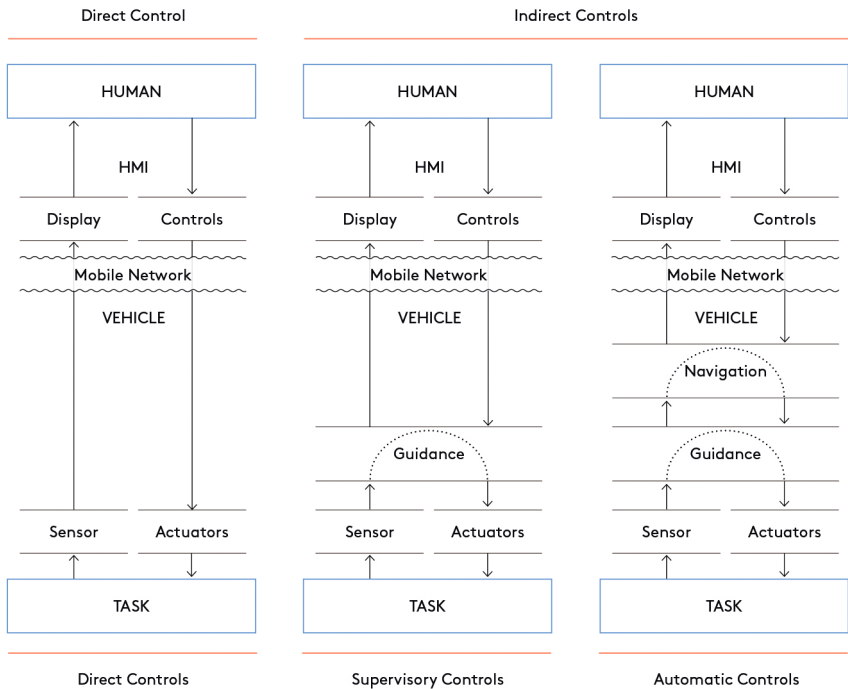 Direct Control
Indirect Controls
HUMAN
HUMAN
HUMAN
HMI
HMI
HMI
Display
Controls
Display
Controls
Display
Controls
Mobile Network
Mobile Network
Mobile Network
VEHICLE
VEHICLE
VEHICLE
Navigation
Guidance
Guidance
Sensor
Actuators
Sensor
Actuators
Sensor
Actuators
TASK
TASK
TASK
Direct Controls
Supervisory Controls
Automatic Controls